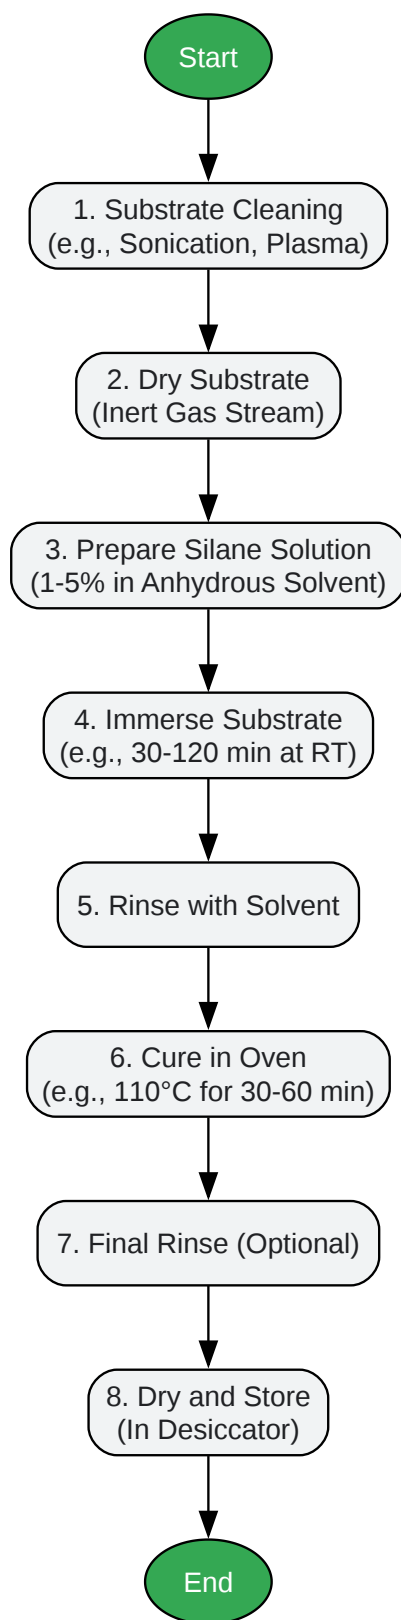 Start
1. Substrate Cleaning
(e.g., Sonication, Plasma)
2. Dry Substrate
(Inert Gas Stream)
3. Prepare Silane Solution
(1-5% in Anhydrous Solvent)
4. Immerse Substrate
(e.g., 30-120 min at RT)
5. Rinse with Solvent
6. Cure in Oven
(e.g., 110°C for 30-60 min)
7. Final Rinse (Optional)
8. Dry and Store
(In Desiccator)
End